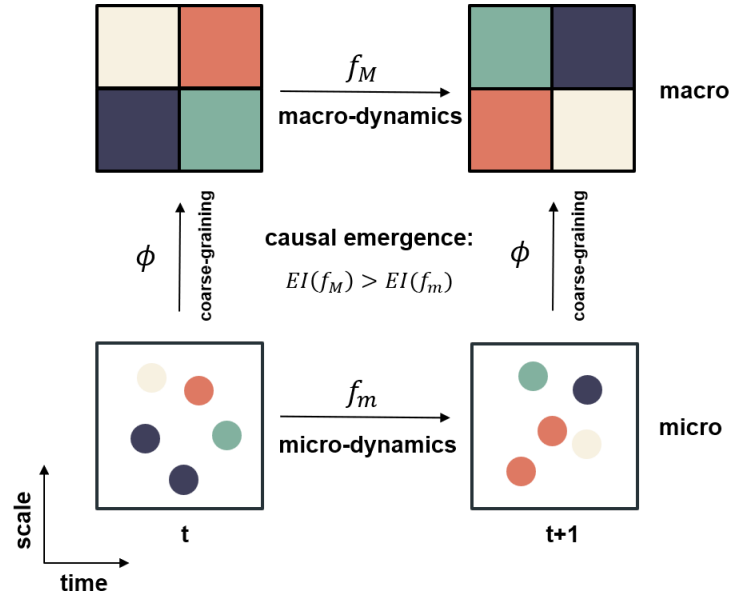 f_M
macro-dynamics
macro
ϕ
coarse-graining
causal emergence:
EI(f_M) > EI(f_m)
ϕ
coarse-graining
f_m
micro-dynamics
micro
scale
time
t
t+1